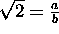 √2 = a/b